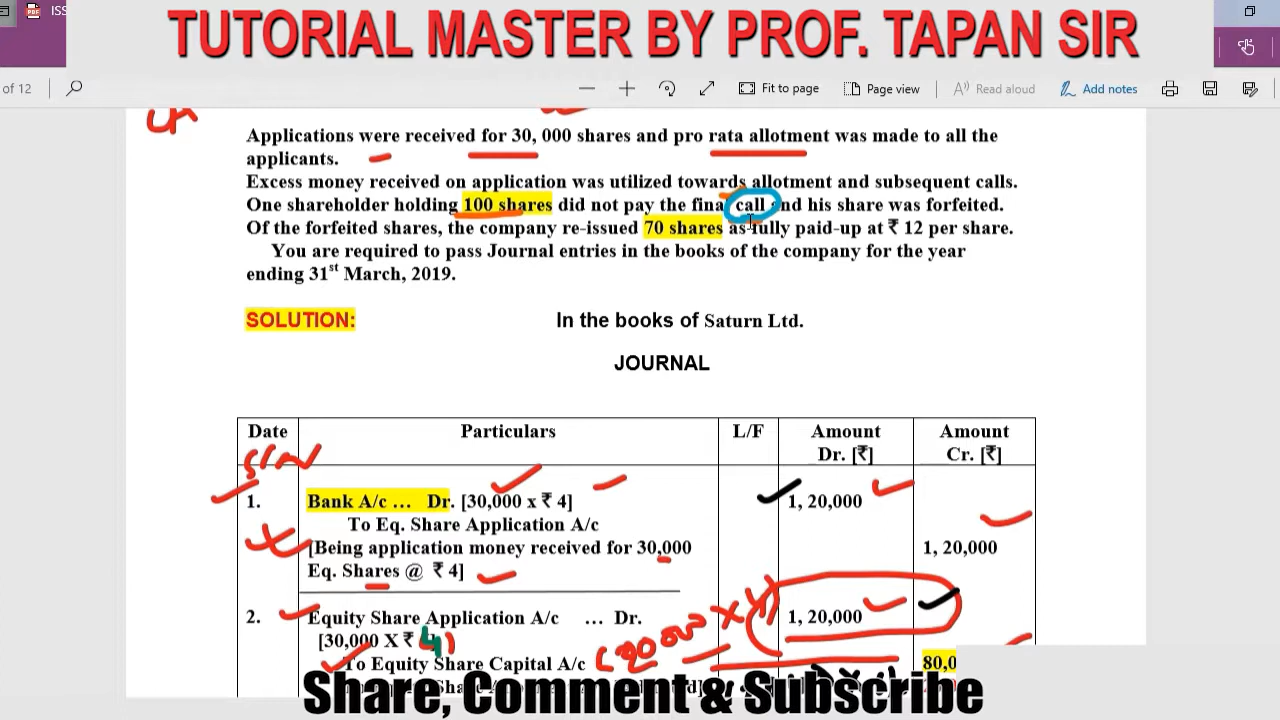 ISS
TUTORIAL MASTER BY PROF. TAPAN SIR
of 12 Fit to page Page view Read aloud Add notes
Applications were received for 30, 000 shares and pro rata allotment was made to all the
applicants.
Excess money received on application was utilized towards allotment and subsequent calls.
One shareholder holding 100 shares did not pay the final call and his share was forfeited.
Of the forfeited shares, the company re-issued 70 shares as fully paid-up at ₹ 12 per share.
You are required to pass Journal entries in the books of the company for the year
ending 31st March, 2019.
SOLUTION: In the books of Saturn Ltd.
JOURNAL
Date Particulars L/F Amount Dr. [₹] Amount Cr. [₹]
S/N
1. Bank A/c … Dr. [30,000 x ₹ 4] 1, 20,000
To Eq. Share Application A/c
[Being application money received for 30,000 1, 20,000
Eq. Shares @ ₹ 4]
2. Equity Share Application A/c … Dr. 1, 20,000
[30,000 X ₹ 4)
To Equity Share Capital A/c (20000 X 4) 80,0
Share, Comment & Subscribe